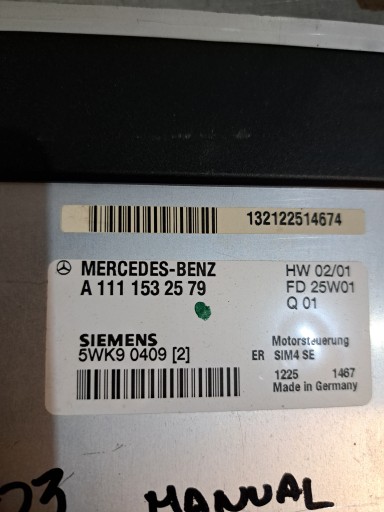 132122514674
MERCEDES-BENZ
A 111 153 25 79
HW 02/01
FD 25W01
Q 01
SIEMENS
5WK9 0409 [2]
Motorsteuerung
ER SIM4 SE
1225 1467
Made in Germany
03 MANUAL